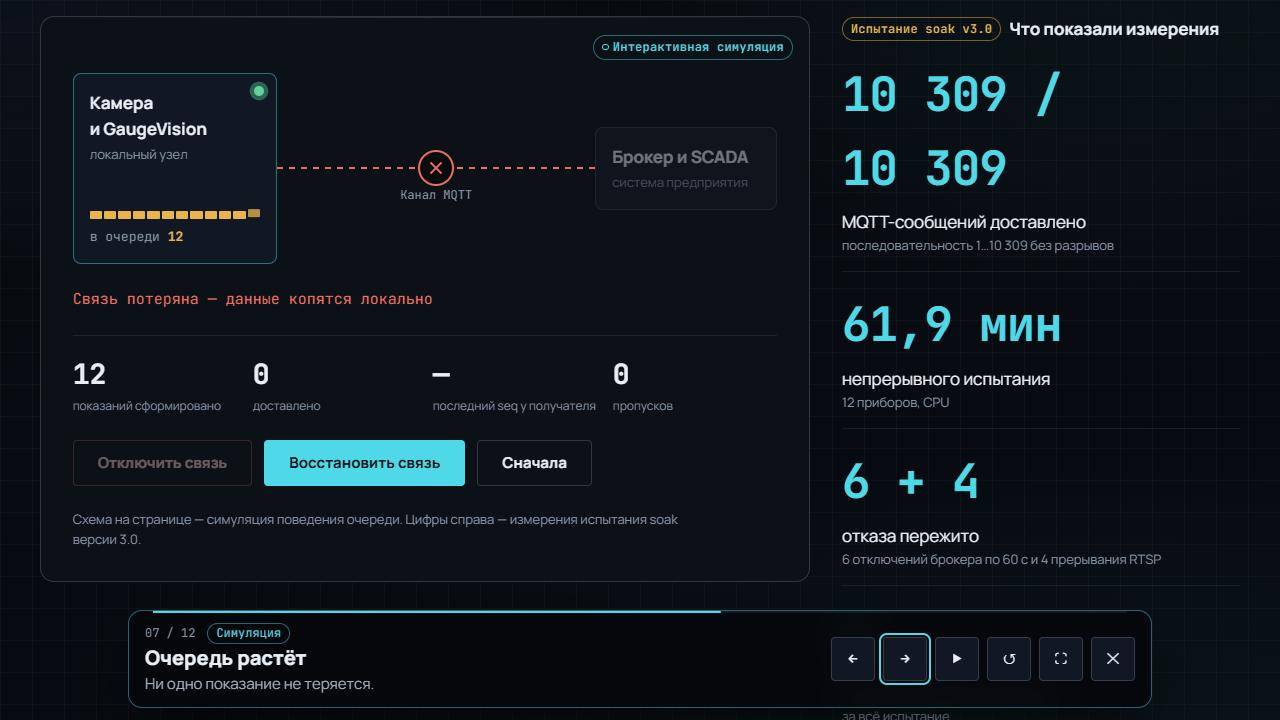 Интерактивная симуляция
Камера
и GaugeVision
локальный узел
в очереди 12
Канал MQTT
Брокер и SCADA
система предприятия
Связь потеряна — данные копятся локально
12
показаний сформировано
0
доставлено
—
последний seq у получателя
0
пропусков
Отключить связь
Восстановить связь
Сначала
Схема на странице — симуляция поведения очереди. Цифры справа — измерения испытания soak
версии 3.0.
Испытание soak v3.0 Что показали измерения
10 309 /
10 309
MQTT-сообщений доставлено
последовательность 1…10 309 без разрывов
61,9 мин
непрерывного испытания
12 приборов, CPU
6 + 4
отказа пережито
6 отключений брокера по 60 с и 4 прерывания RTSP
за всё испытание
07 / 12 Симуляция
Очередь растёт
Ни одно показание не теряется.